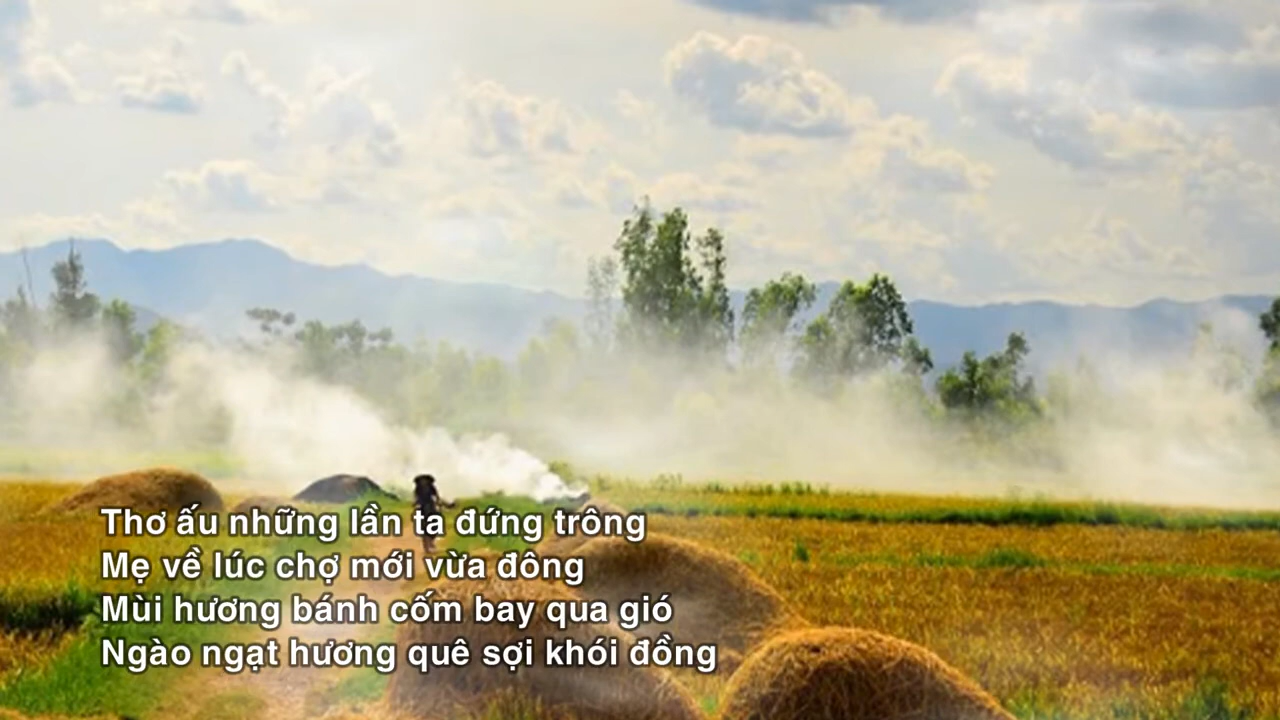 Thơ ấu những lần ta đứng trông
Mẹ về lúc chợ mới vừa đông
Mùi hương bánh cốm bay qua gió
Ngào ngạt hương quê sợi khói đồng